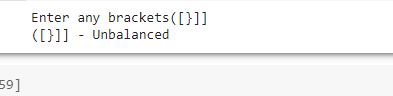 Enter any brackets([}]]
([}]] - Unbalanced
59]